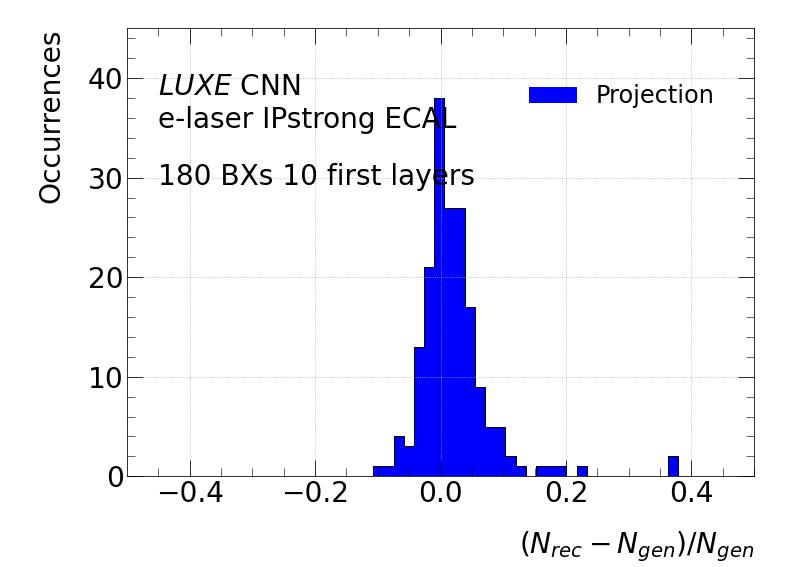 Occurrences
LUXE CNN
e-laser IPstrong ECAL
180 BXs 10 first layers
Projection
40
30
20
10
0
−0.4 −0.2 0.0 0.2 0.4
(N_rec − N_gen)/N_gen